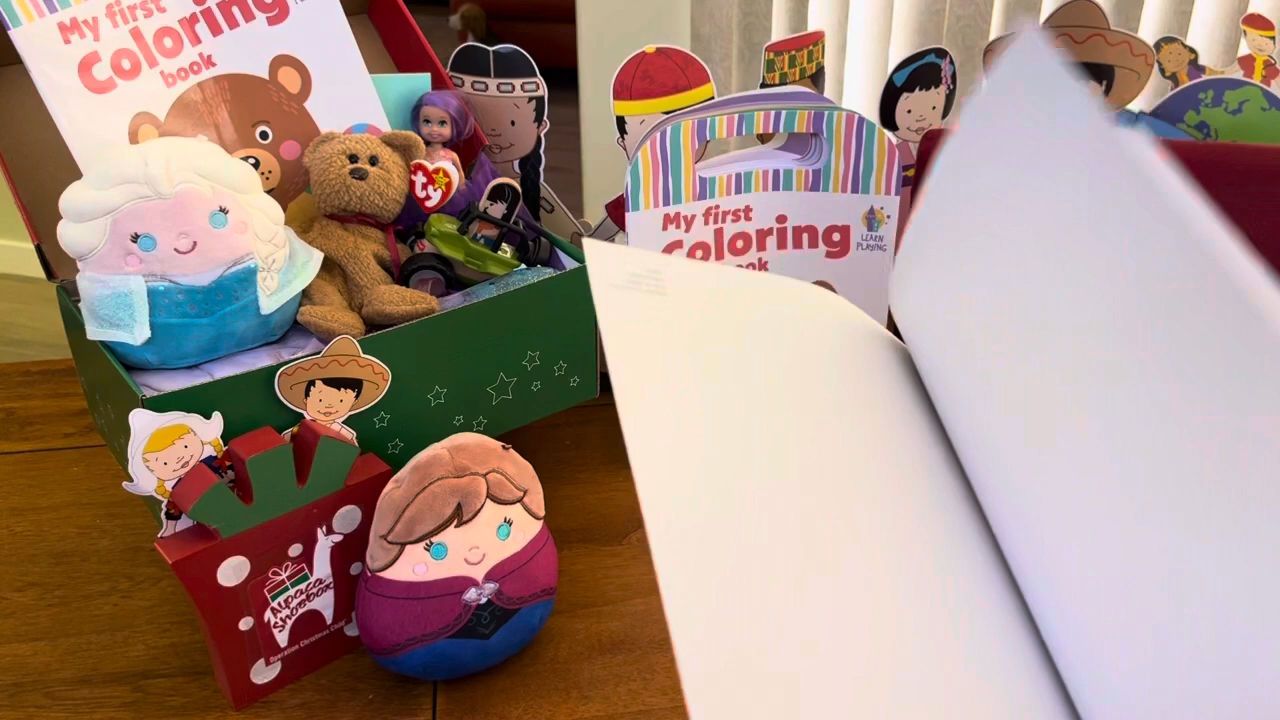 My first
Coloring
book
ty
My first
Coloring
LEARN
PLAYING
Alpaca
Shoebox
Operation Christmas Child